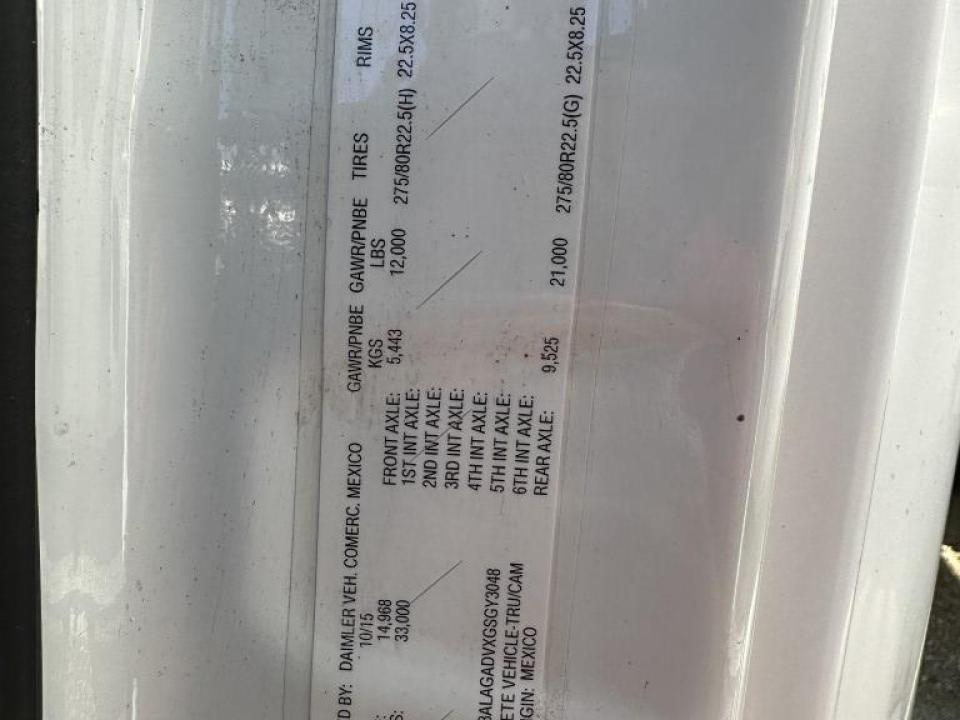 D BY: DAIMLER VEH. COMERC. MEXICO
10/15
14,968
33,000
GAWR/PNBE GAWR/PNBE TIRES RIMS
KGS LBS
FRONT AXLE: 5,443 12,000 275/80R22.5(H) 22.5X8.25
1ST INT AXLE:
2ND INT AXLE:
3RD INT AXLE:
4TH INT AXLE:
5TH INT AXLE:
6TH INT AXLE:
REAR AXLE: 9,525 21,000 275/80R22.5(G) 22.5X8.25
BALAGADVXGSGY3048
ETE VEHICLE-TRU/CAM
IGIN: MEXICO